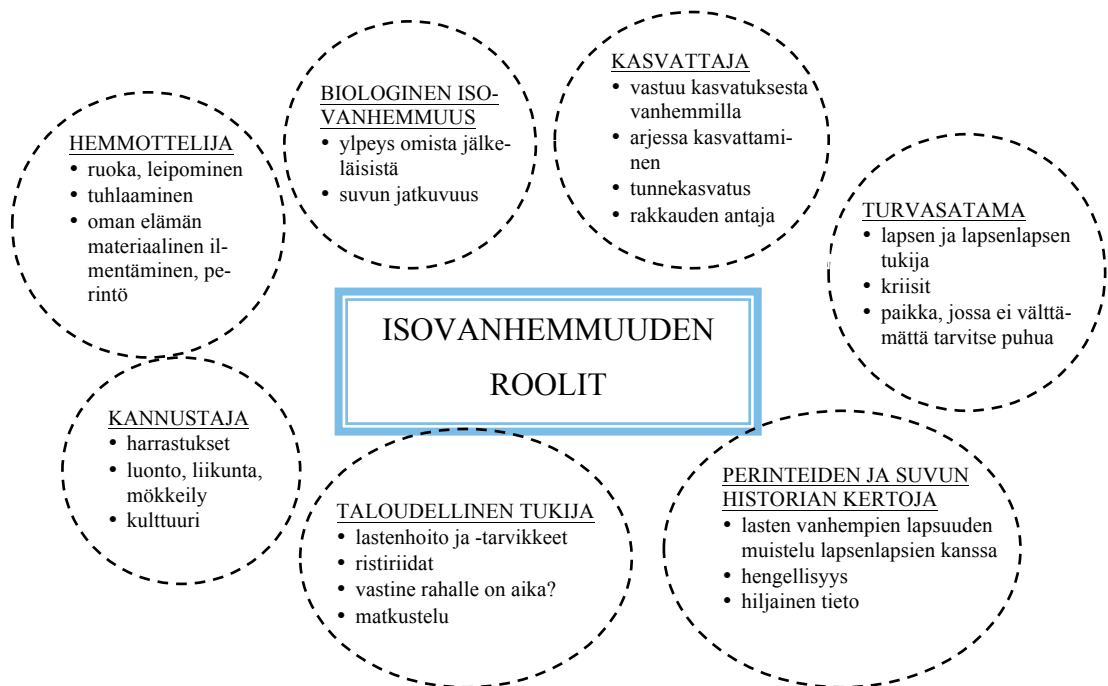 KASVATTAJA
• vastuu kasvatuksesta
vanhemmilla
• arjessa kasvattami-
nen
• tunnekasvatus
• rakkauden antaja
BIOLOGINEN ISO-
VANHEMMUUS
• ylpeys omista jälke-
läisistä
• suvun jatkuvuus
HEMMOTTELIJA
• ruoka, leipominen
• tuhlaaminen
• oman elämän
materiaalinen il-
mentäminen, pe-
rintö
TURVASATAMA
• lapsen ja lapsenlapsen
tukija
• kriisit
• paikka, jossa ei välttä-
mättä tarvitse puhua
ISOVANHEMMUUDEN
ROOLIT
KANNUSTAJA
• harrastukset
• luonto, liikunta,
mökkeily
• kulttuuri
TALOUDELLINEN TUKIJA
• lastenhoito ja -tarvikkeet
• ristiriidat
• vastine rahalle on aika?
• matkustelu
PERINTEIDEN JA SUVUN
HISTORIAN KERTOJA
• lasten vanhempien lapsuuden
muistelu lapsenlapsien kanssa
• hengellisyys
• hiljainen tieto